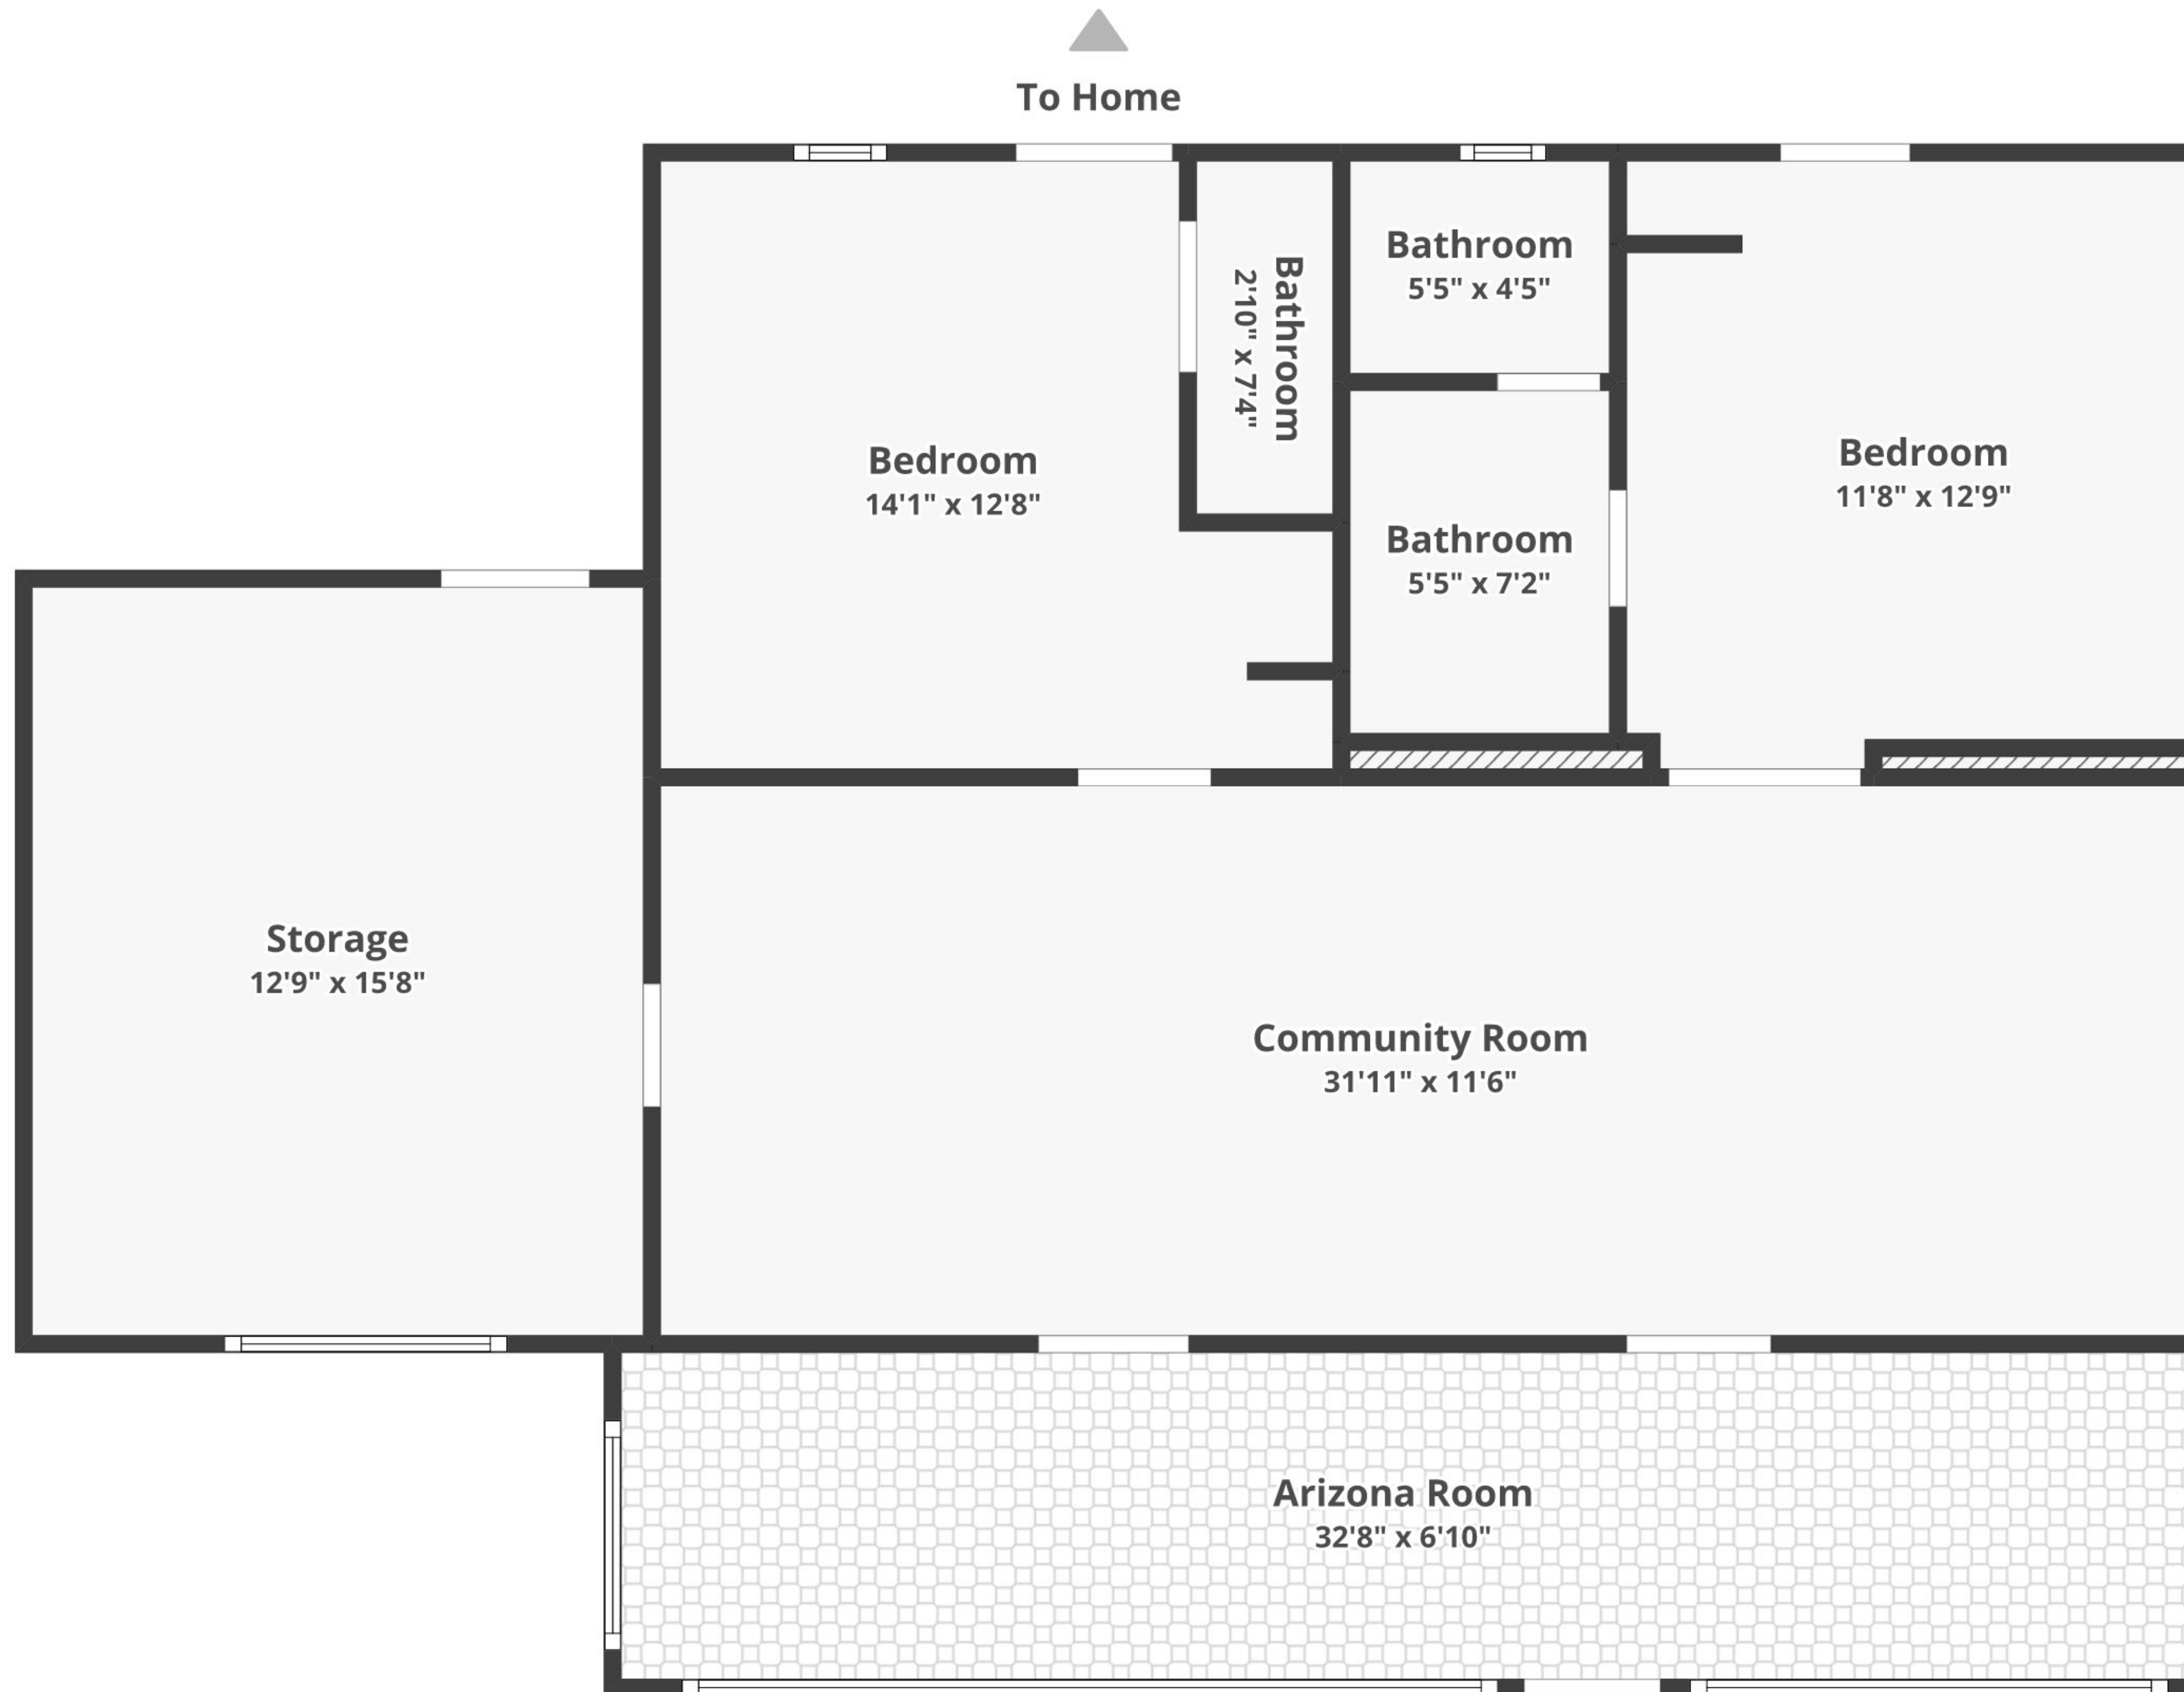 To Home
Bathroom
5'5" x 4'5"
Bathroom
2'10" x 7'4"
Bedroom
14'1" x 12'8"
Bedroom
11'8" x 12'9"
Bathroom
5'5" x 7'2"
Storage
12'9" x 15'8"
Community Room
31'11" x 11'6"
Arizona Room
32'8" x 6'10"